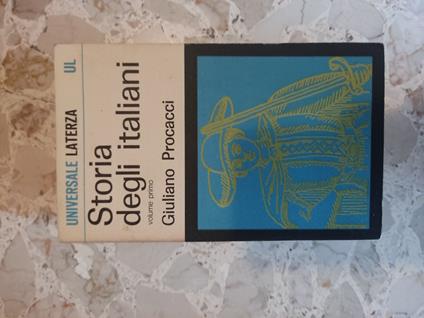 UNIVERSALE LATERZA UL
Storia
degli italiani
volume primo
Giuliano Procacci